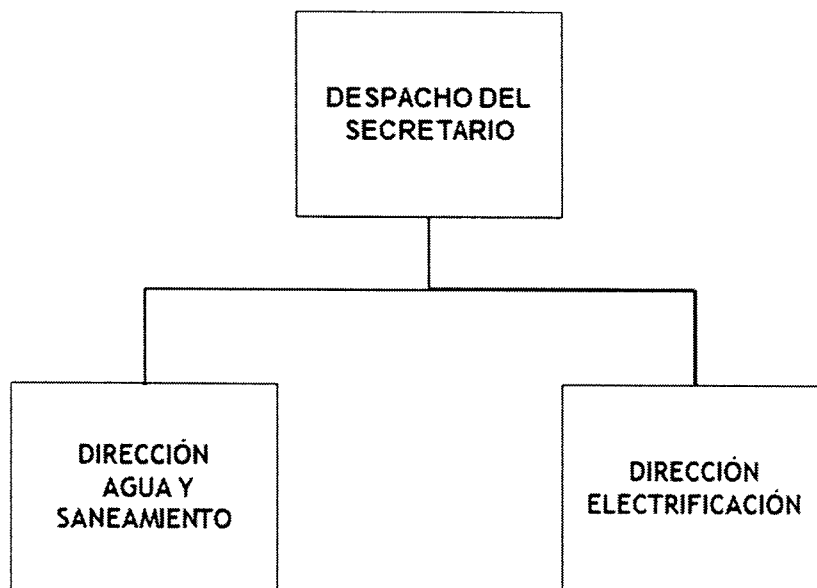 DESPACHO DEL
SECRETARIO
DIRECCIÓN
AGUA Y
SANEAMIENTO
DIRECCIÓN
ELECTRIFICACIÓN